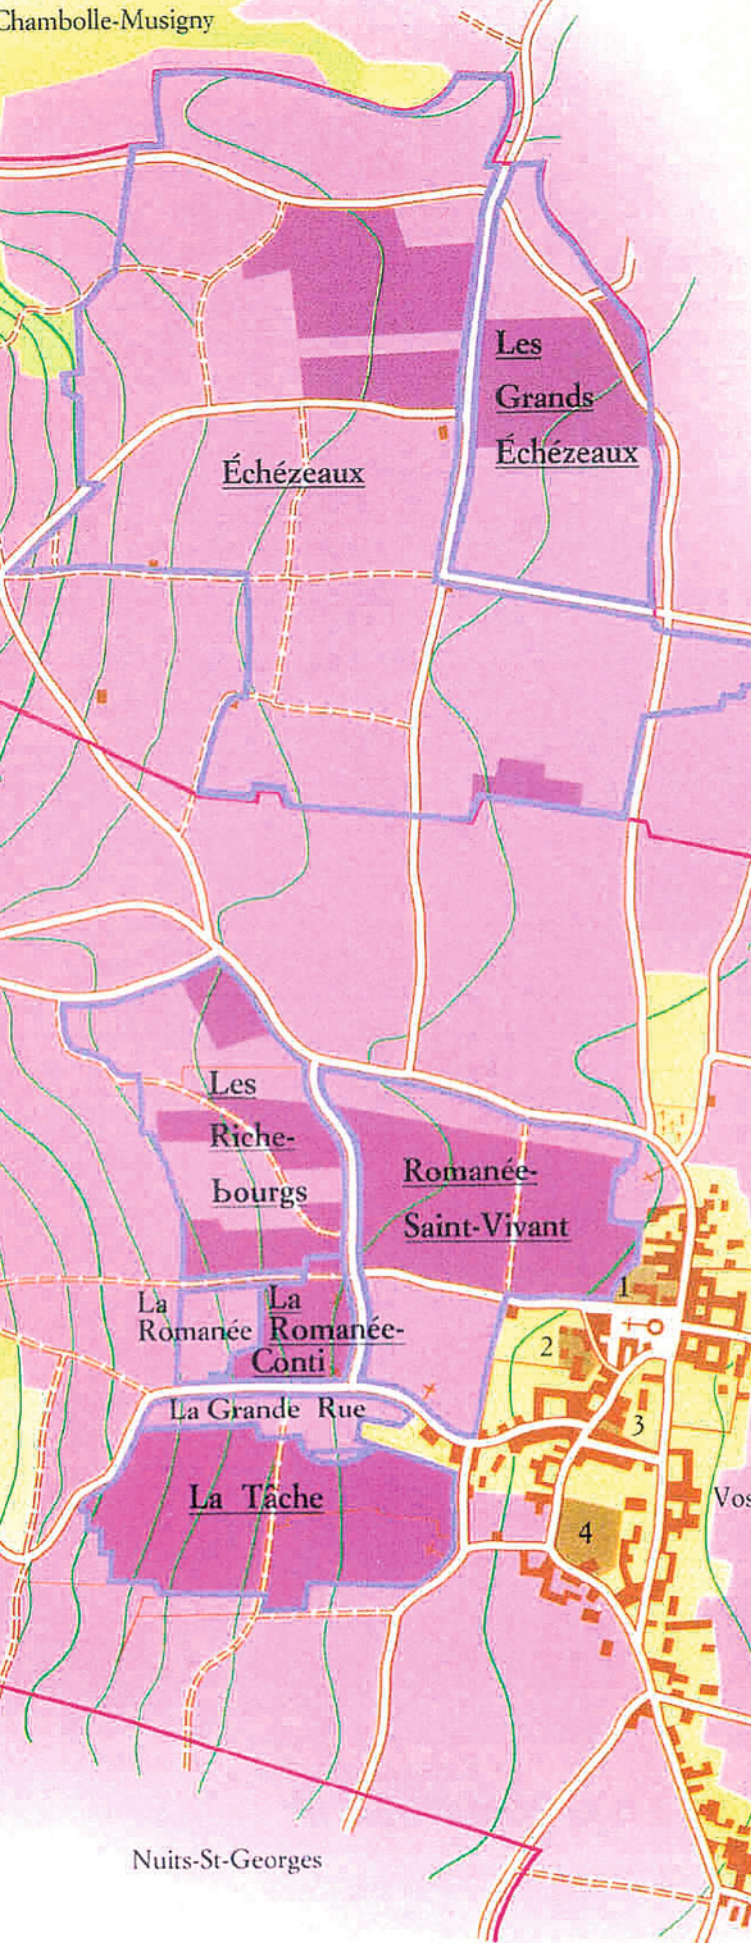 Chambolle-Musigny
Les
Grands
Échézeaux
Échézeaux
Les
Riche-
bourgs
Romanée-
Saint-Vivant
La
Romanée
La
Romanée-
Conti
1
2
La Grande Rue
3
La Tâche
Vos
4
Nuits-St-Georges